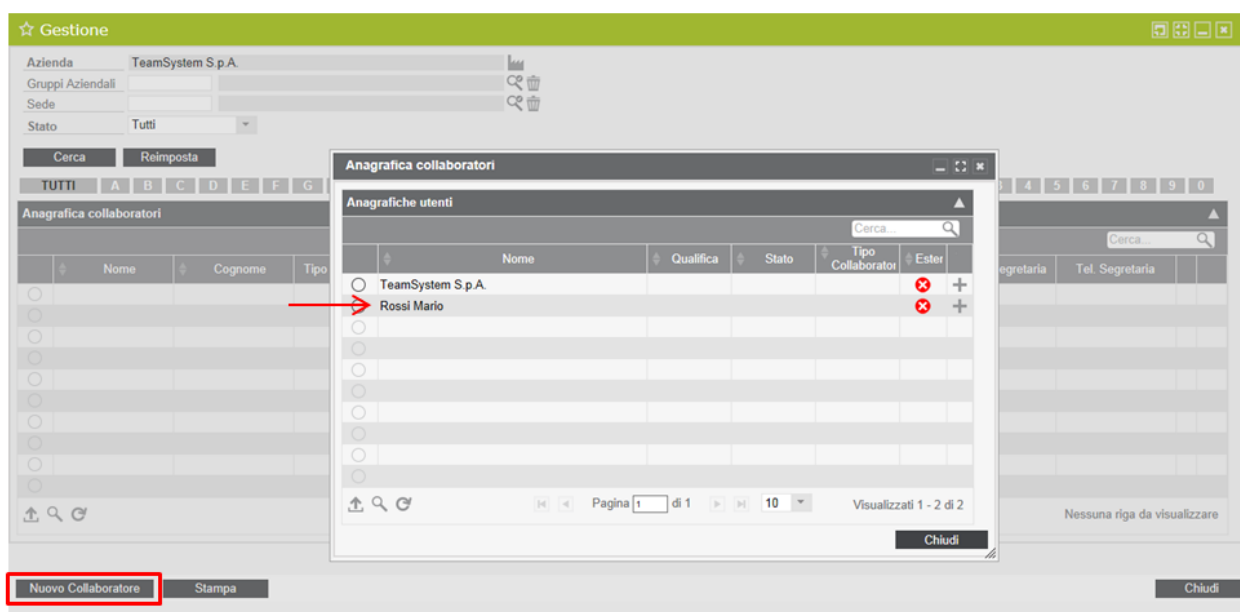 Gestione
Azienda TeamSystem S.p.A.
Gruppi Aziendali
Sede
Stato Tutti
Cerca Reimposta
TUTTI A B C D E F G 4 5 6 7 8 9 0
Anagrafica collaboratori
Cerca...
Nome Cognome Tipo egretaria Tel. Segretaria
Nessuna riga da visualizzare
Anagrafica collaboratori
Anagrafiche utenti
Cerca...
Nome Qualifica Stato Tipo Collaborator Ester
TeamSystem S.p.A.
Rossi Mario
Pagina 1 di 1 10 Visualizzati 1 - 2 di 2
Chiudi
Nuovo Collaboratore Stampa Chiudi